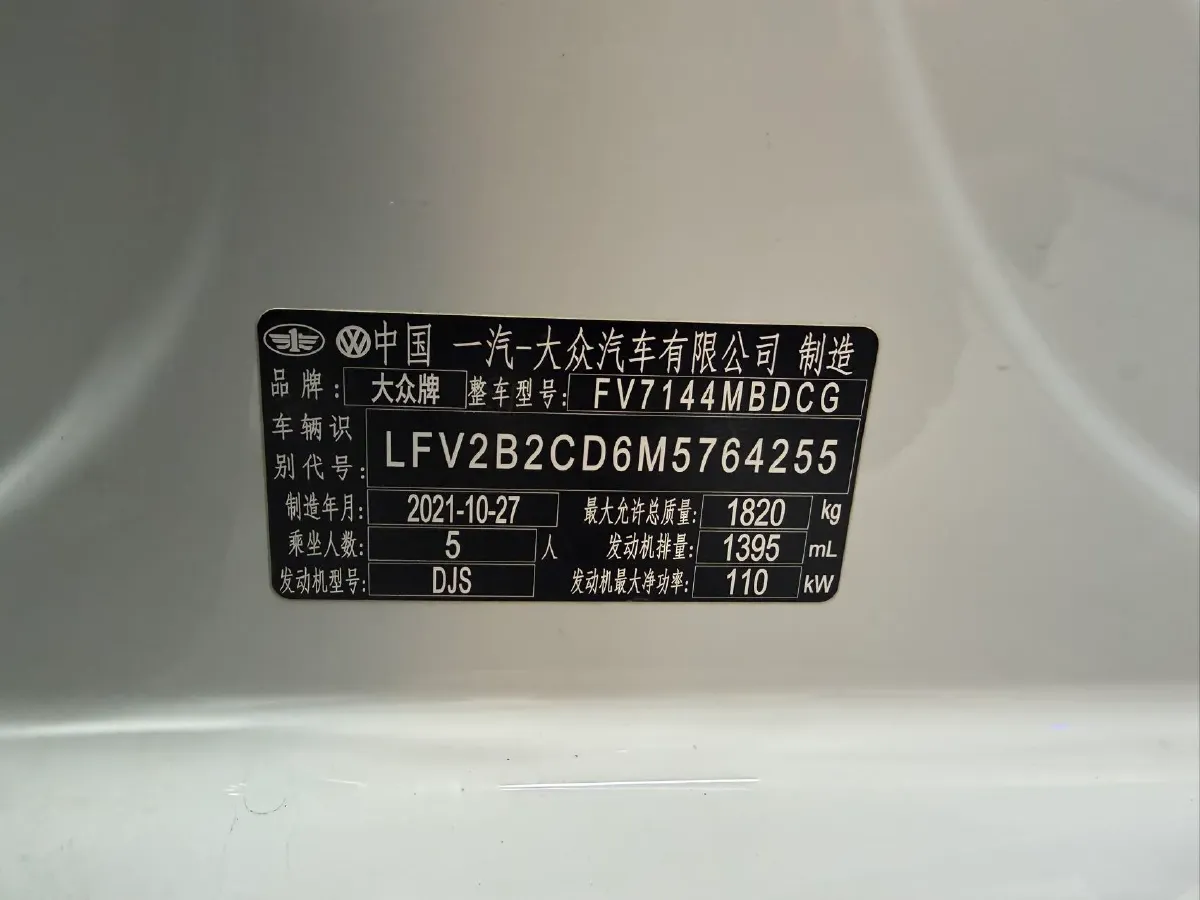 中国 一汽-大众汽车有限公司 制造
品牌: 大众牌 整车型号: FV7144MBDCG
车辆识别代号: LFV2B2CD6M5764255
制造年月: 2021-10-27 最大允许总质量: 1820 kg
乘坐人数: 5 人 发动机排量: 1395 mL
发动机型号: DJS 发动机最大净功率: 110 kW